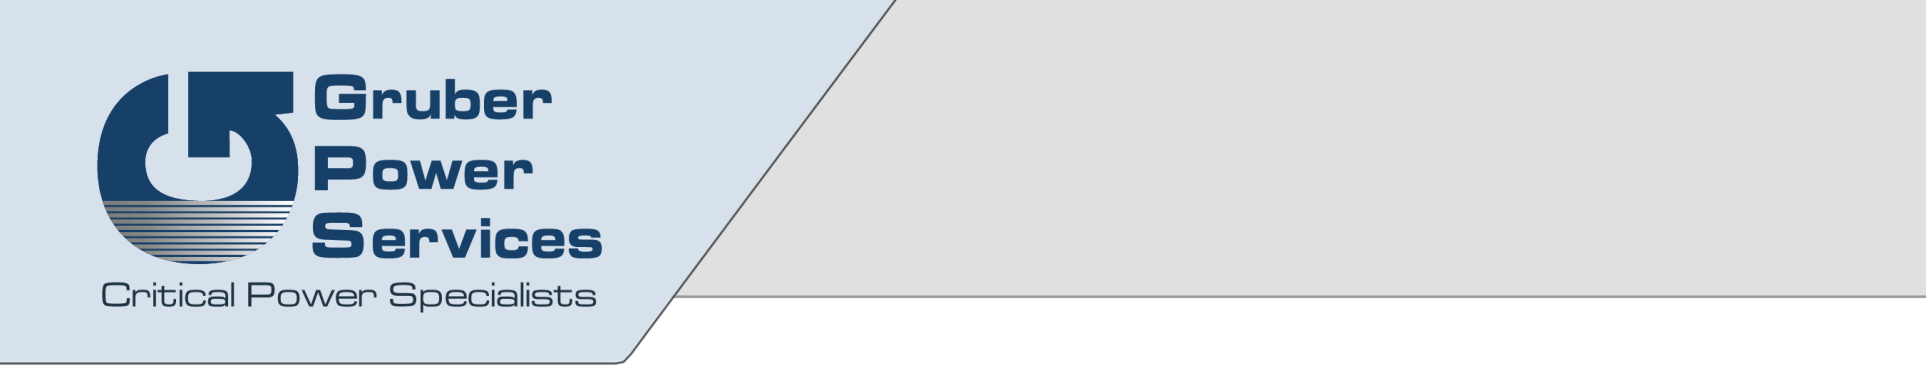 Gruber
Power
Services
Critical Power Specialists